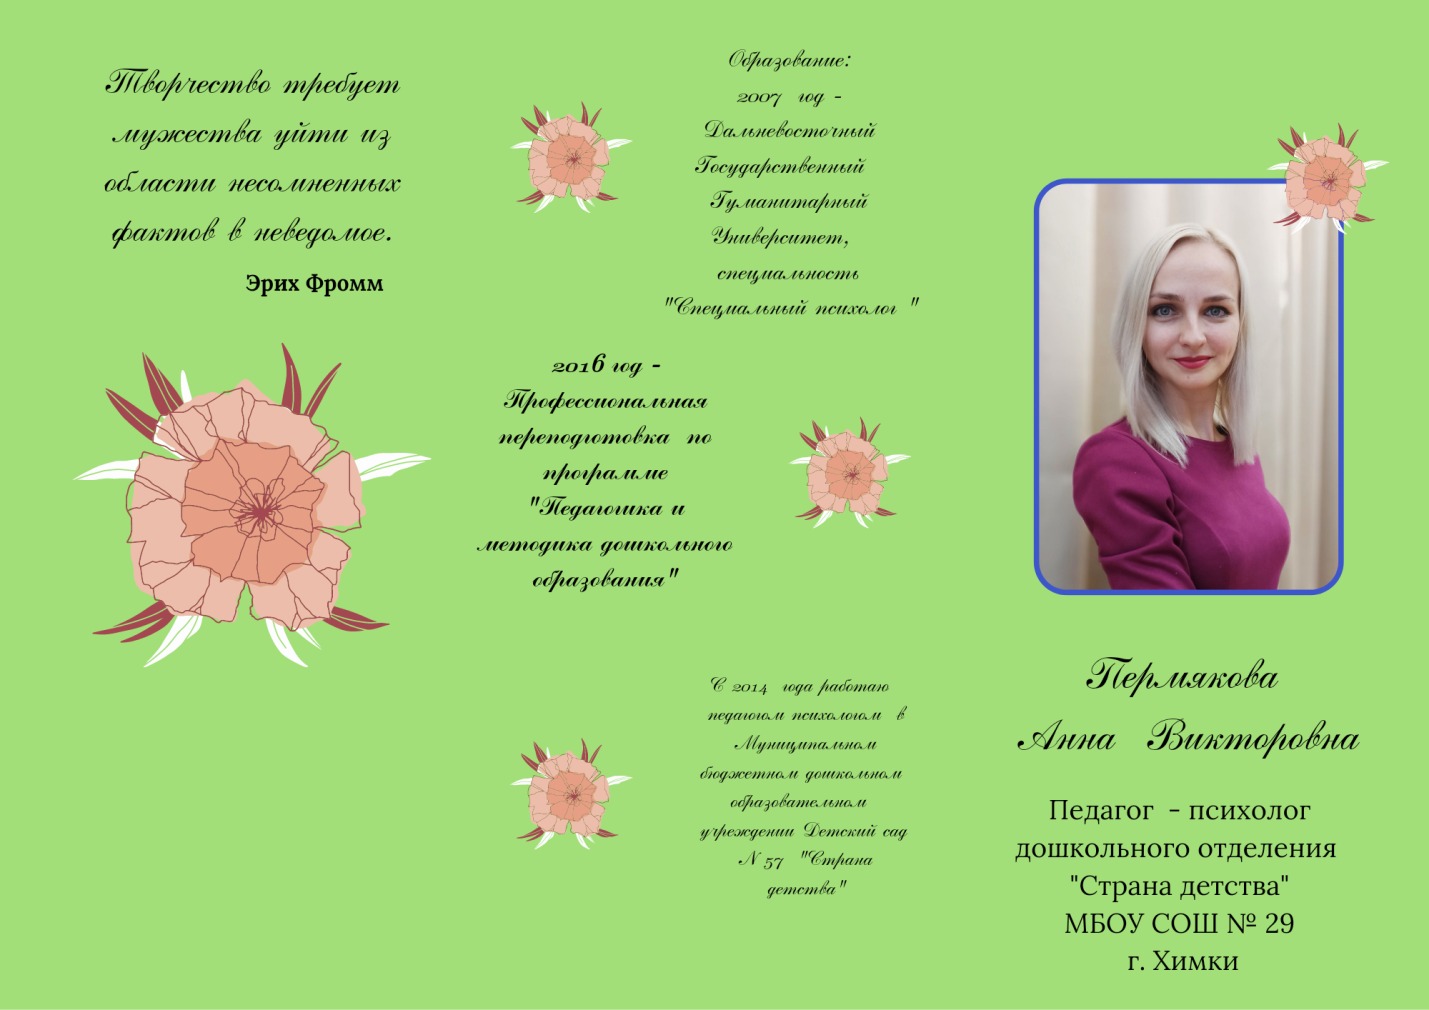 Творчество требует
мужества уйти из
области несомненных
фактов в неведомое.
Эрих Фромм
Образование:
2007 год -
Дальневосточный
Государственный
Гуманитарный
Университет,
специальность
"Специальный психолог "
2016 год -
Профессиональная
переподготовка по
программе
"Педагогика и
методика дошкольного
образования"
С 2014 года работаю
педагогом психологом в
Муниципальном
бюджетном дошкольном
образовательном
учреждении Детский сад
N 57 "Страна
детства"
Пермякова
Анна Викторовна
Педагог - психолог
дошкольного отделения
"Страна детства"
МБОУ СОШ № 29
г. Химки